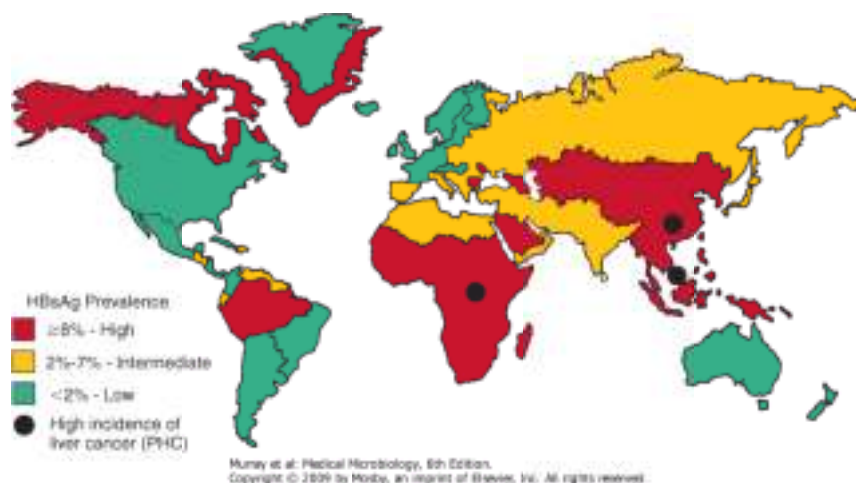 HBsAg Prevalence
≥8% - High
2%-7% - Intermediate
<2% - Low
High incidence of
liver cancer (PHC)
Murray et al: Medical Microbiology, 6th Edition.
Copyright © 2009 by Mosby, an imprint of Elsevier, Inc. All rights reserved.